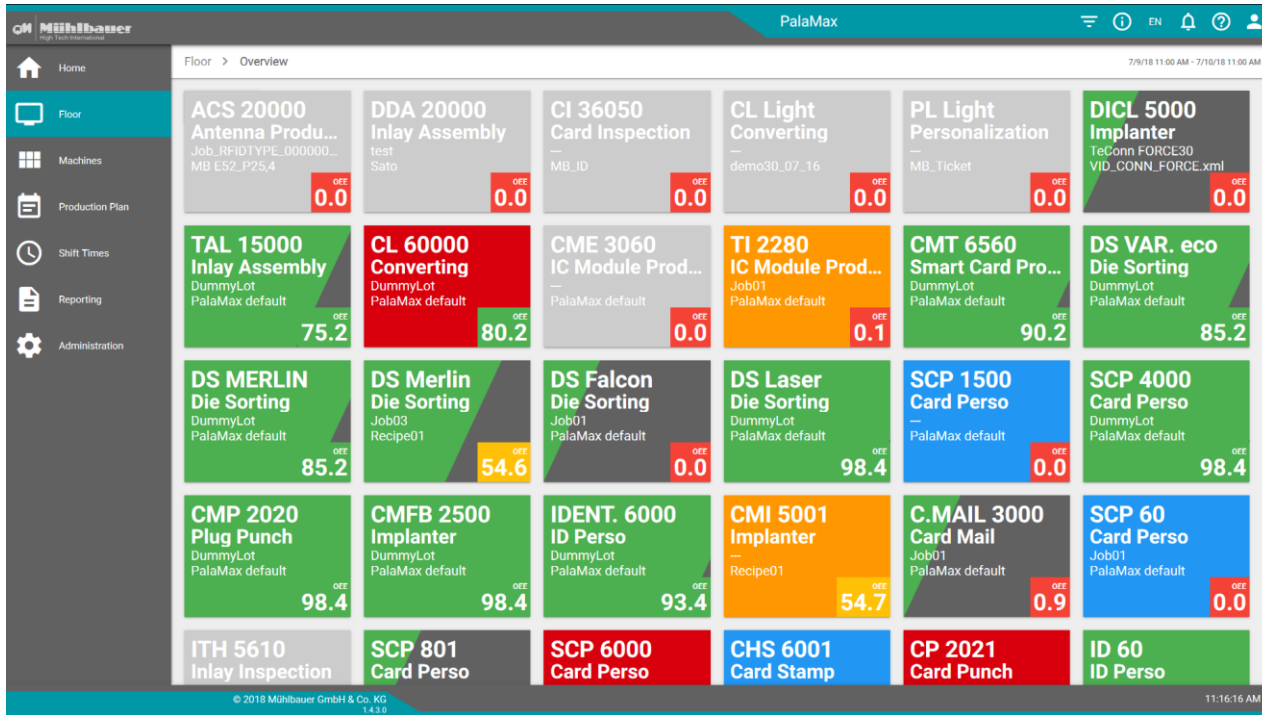 Mühlbauer
High Tech International
PalaMax
EN
Home
Floor
Machines
Production Plan
Shift Times
Reporting
Administration
Floor > Overview
7/9/18 11:00 AM - 7/10/18 11:00 AM
ACS 20000
Antenna Produ...
Job_RFIDTYPE_000000...
MB E52_P25,4
OEE
0.0
DDA 20000
Inlay Assembly
test
Sato
OEE
0.0
CI 36050
Card Inspection
—
MB_ID
OEE
0.0
CL Light
Converting
—
demo30_07_16
OEE
0.0
PL Light
Personalization
—
MB_Ticket
OEE
0.0
DICL 5000
Implanter
TeConn FORCE30
VID_CONN_FORCE.xml
OEE
0.0
TAL 15000
Inlay Assembly
DummyLot
PalaMax default
OEE
75.2
CL 60000
Converting
DummyLot
PalaMax default
OEE
80.2
CME 3060
IC Module Prod...
—
PalaMax default
OEE
0.0
TI 2280
IC Module Prod...
Job01
PalaMax default
OEE
0.1
CMT 6560
Smart Card Pro...
DummyLot
PalaMax default
OEE
90.2
DS VAR. eco
Die Sorting
DummyLot
PalaMax default
OEE
85.2
DS MERLIN
Die Sorting
DummyLot
PalaMax default
OEE
85.2
DS Merlin
Die Sorting
Job03
Recipe01
OEE
54.6
DS Falcon
Die Sorting
Job01
PalaMax default
OEE
0.0
DS Laser
Die Sorting
DummyLot
PalaMax default
OEE
98.4
SCP 1500
Card Perso
—
PalaMax default
OEE
0.0
SCP 4000
Card Perso
DummyLot
PalaMax default
OEE
98.4
CMP 2020
Plug Punch
DummyLot
PalaMax default
OEE
98.4
CMFB 2500
Implanter
DummyLot
PalaMax default
OEE
98.4
IDENT. 6000
ID Perso
DummyLot
PalaMax default
OEE
93.4
CMI 5001
Implanter
—
Recipe01
OEE
54.7
C.MAIL 3000
Card Mail
Job01
PalaMax default
OEE
0.9
SCP 60
Card Perso
Job01
PalaMax default
OEE
0.0
ITH 5610
Inlay Inspection
SCP 801
Card Perso
SCP 6000
Card Perso
CHS 6001
Card Stamp
CP 2021
Card Punch
ID 60
ID Perso
© 2018 Mühlbauer GmbH & Co. KG
1.4.3.0
11:16:16 AM